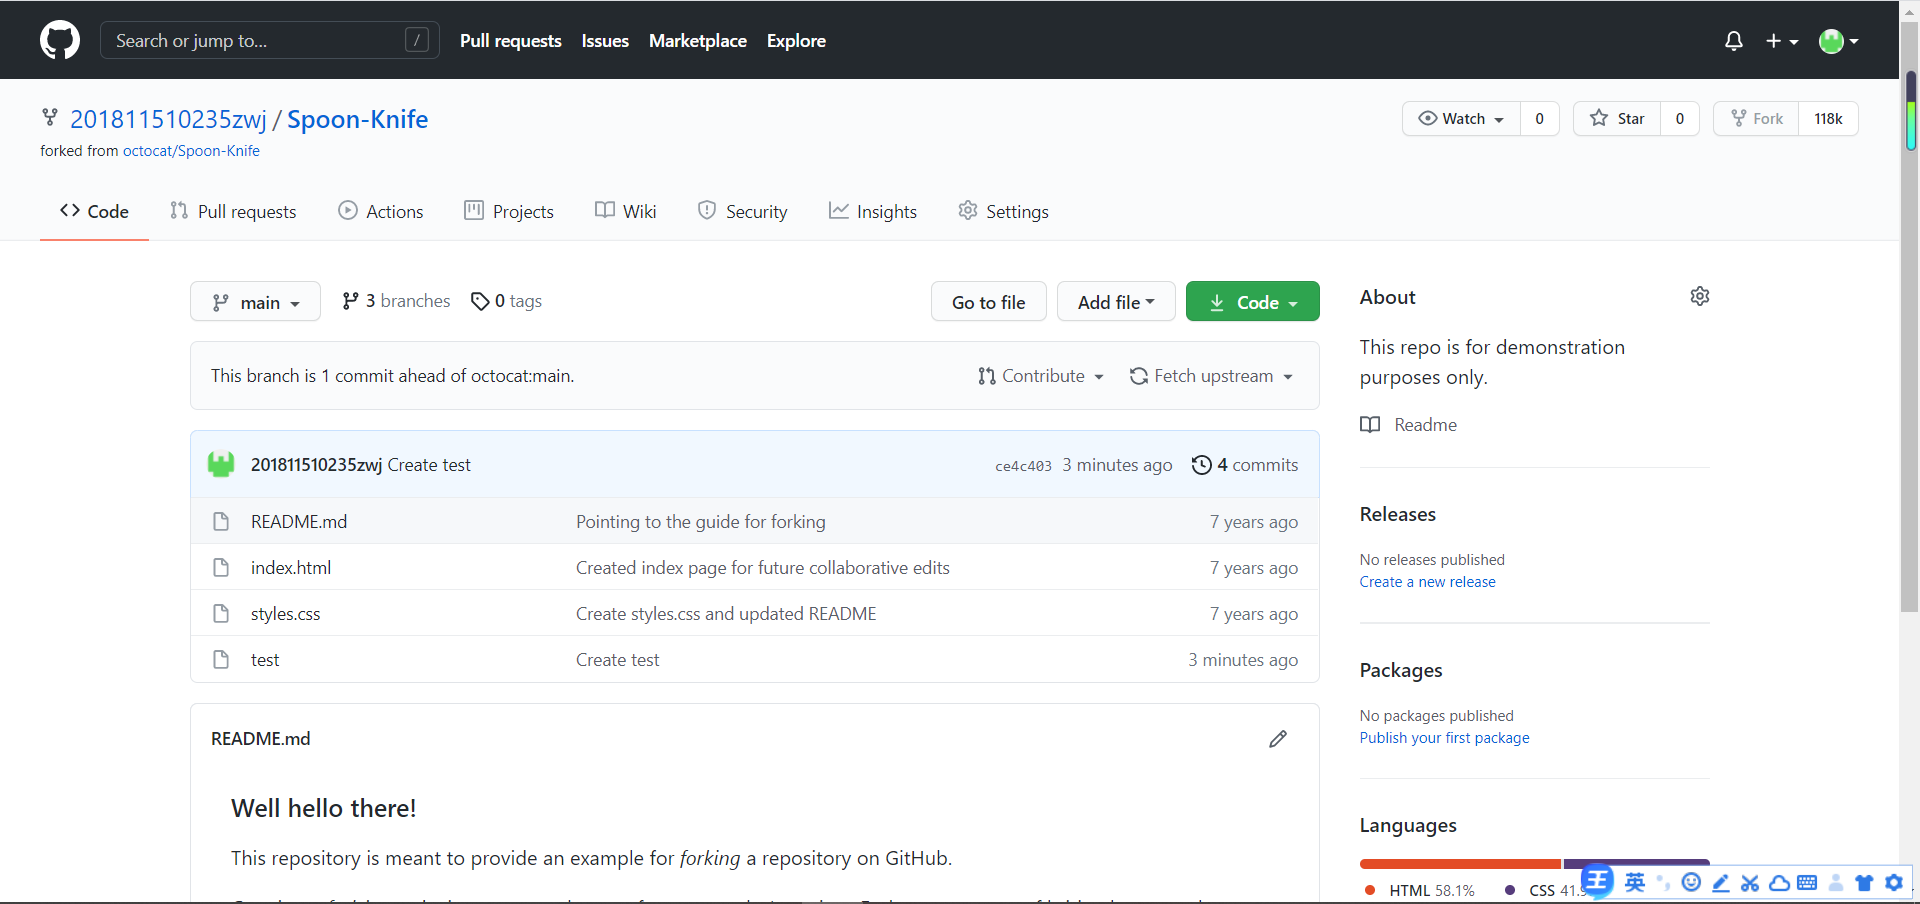 Search or jump to... /
Pull requests Issues Marketplace Explore
201811510235zwj / Spoon-Knife
forked from octocat/Spoon-Knife
Watch 0 Star 0 Fork 118k
Code Pull requests Actions Projects Wiki Security Insights Settings
main 3 branches 0 tags Go to file Add file Code
This branch is 1 commit ahead of octocat:main. Contribute Fetch upstream
201811510235zwj Create test ce4c403 3 minutes ago 4 commits
README.md Pointing to the guide for forking 7 years ago
index.html Created index page for future collaborative edits 7 years ago
styles.css Create styles.css and updated README 7 years ago
test Create test 3 minutes ago
README.md
Well hello there!
This repository is meant to provide an example for forking a repository on GitHub.
About
This repo is for demonstration
purposes only.
Readme
Releases
No releases published
Create a new release
Packages
No packages published
Publish your first package
Languages
HTML 58.1% CSS 41.9
王 英